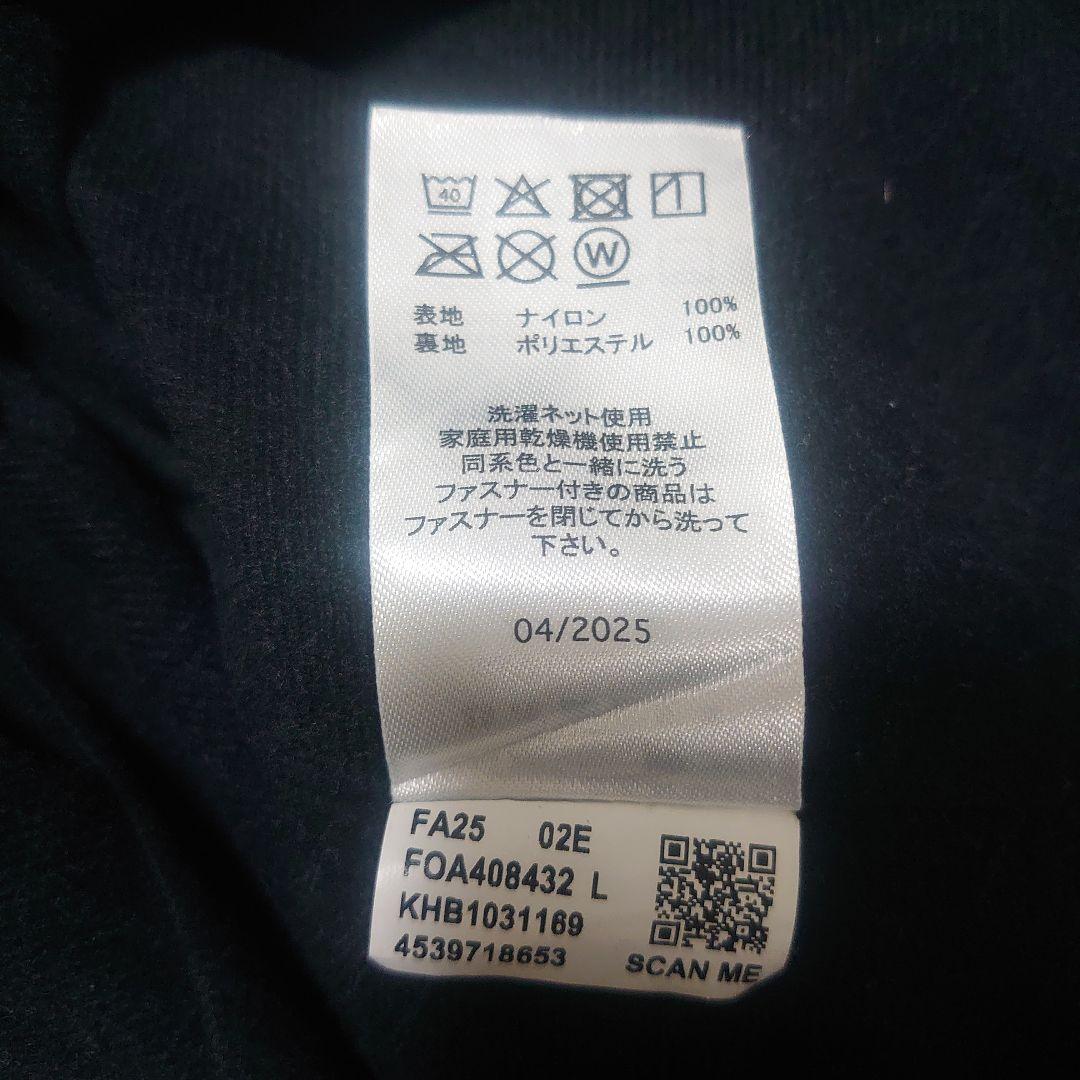 40
W
表地 ナイロン 100%
裏地 ポリエステル 100%
洗濯ネット使用
家庭用乾燥機使用禁止
同系色と一緒に洗う
ファスナー付きの商品は
ファスナーを閉じてから洗って
下さい。
04/2025
FA25 02E
FOA408432 L
KHB1031169
4539718653
SCAN ME